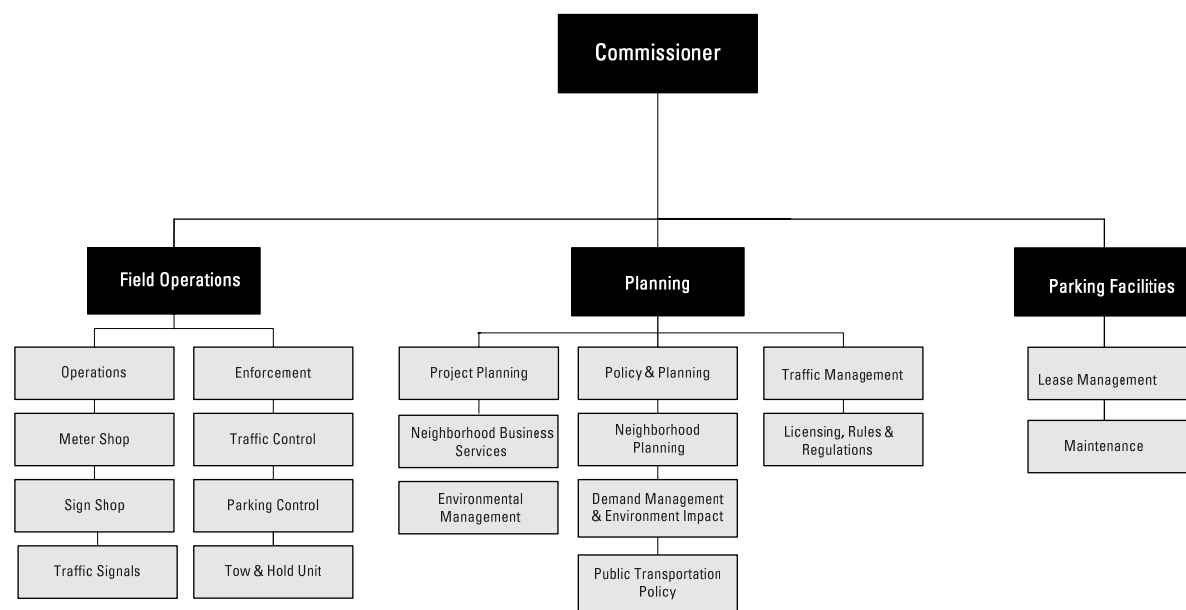 Commissioner
Field Operations
Planning
Parking Facilities
Operations
Enforcement
Project Planning
Policy & Planning
Traffic Management
Lease Management
Meter Shop
Traffic Control
Neighborhood Business
Services
Neighborhood
Planning
Licensing, Rules &
Regulations
Maintenance
Sign Shop
Parking Control
Environmental
Management
Demand Management
& Environment Impact
Traffic Signals
Tow & Hold Unit
Public Transportation
Policy